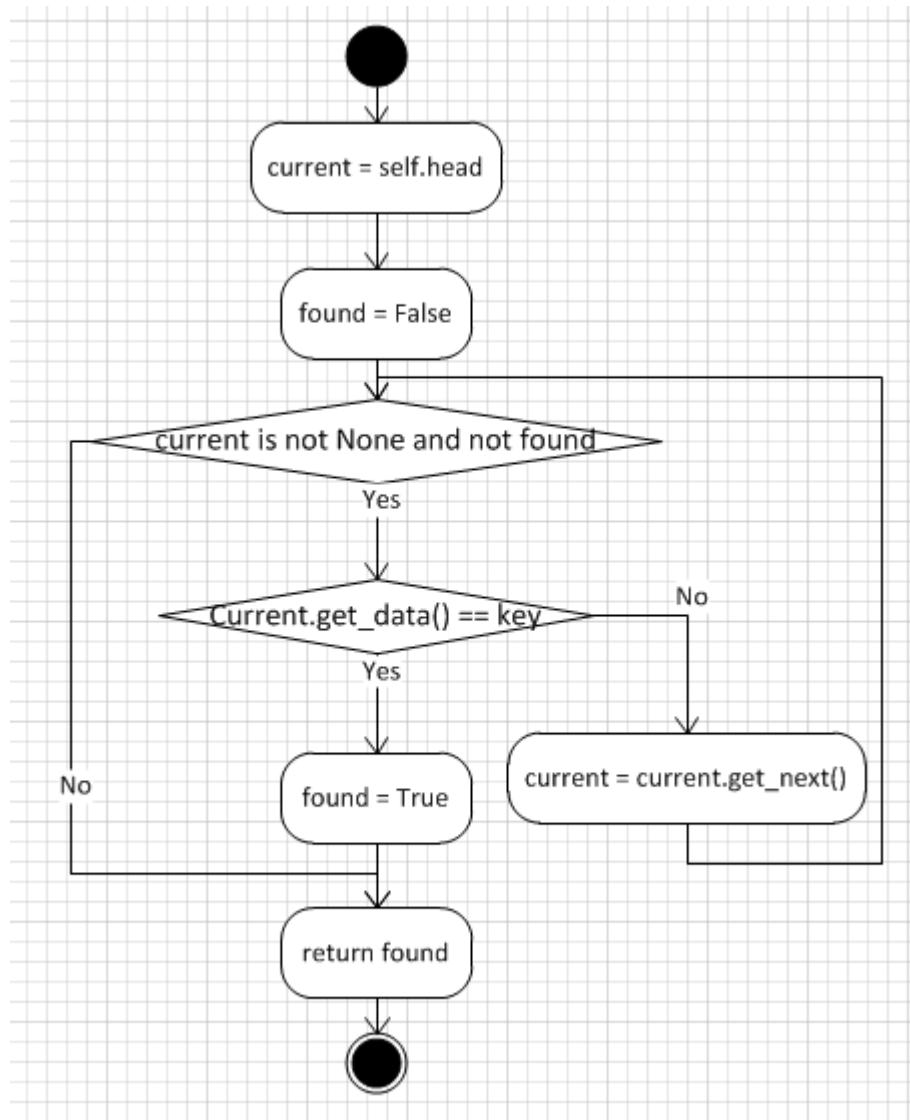 current = self.head
found = False
current is not None and not found
Yes
Current.get_data() == key
No
Yes
No
found = True
current = current.get_next()
return found